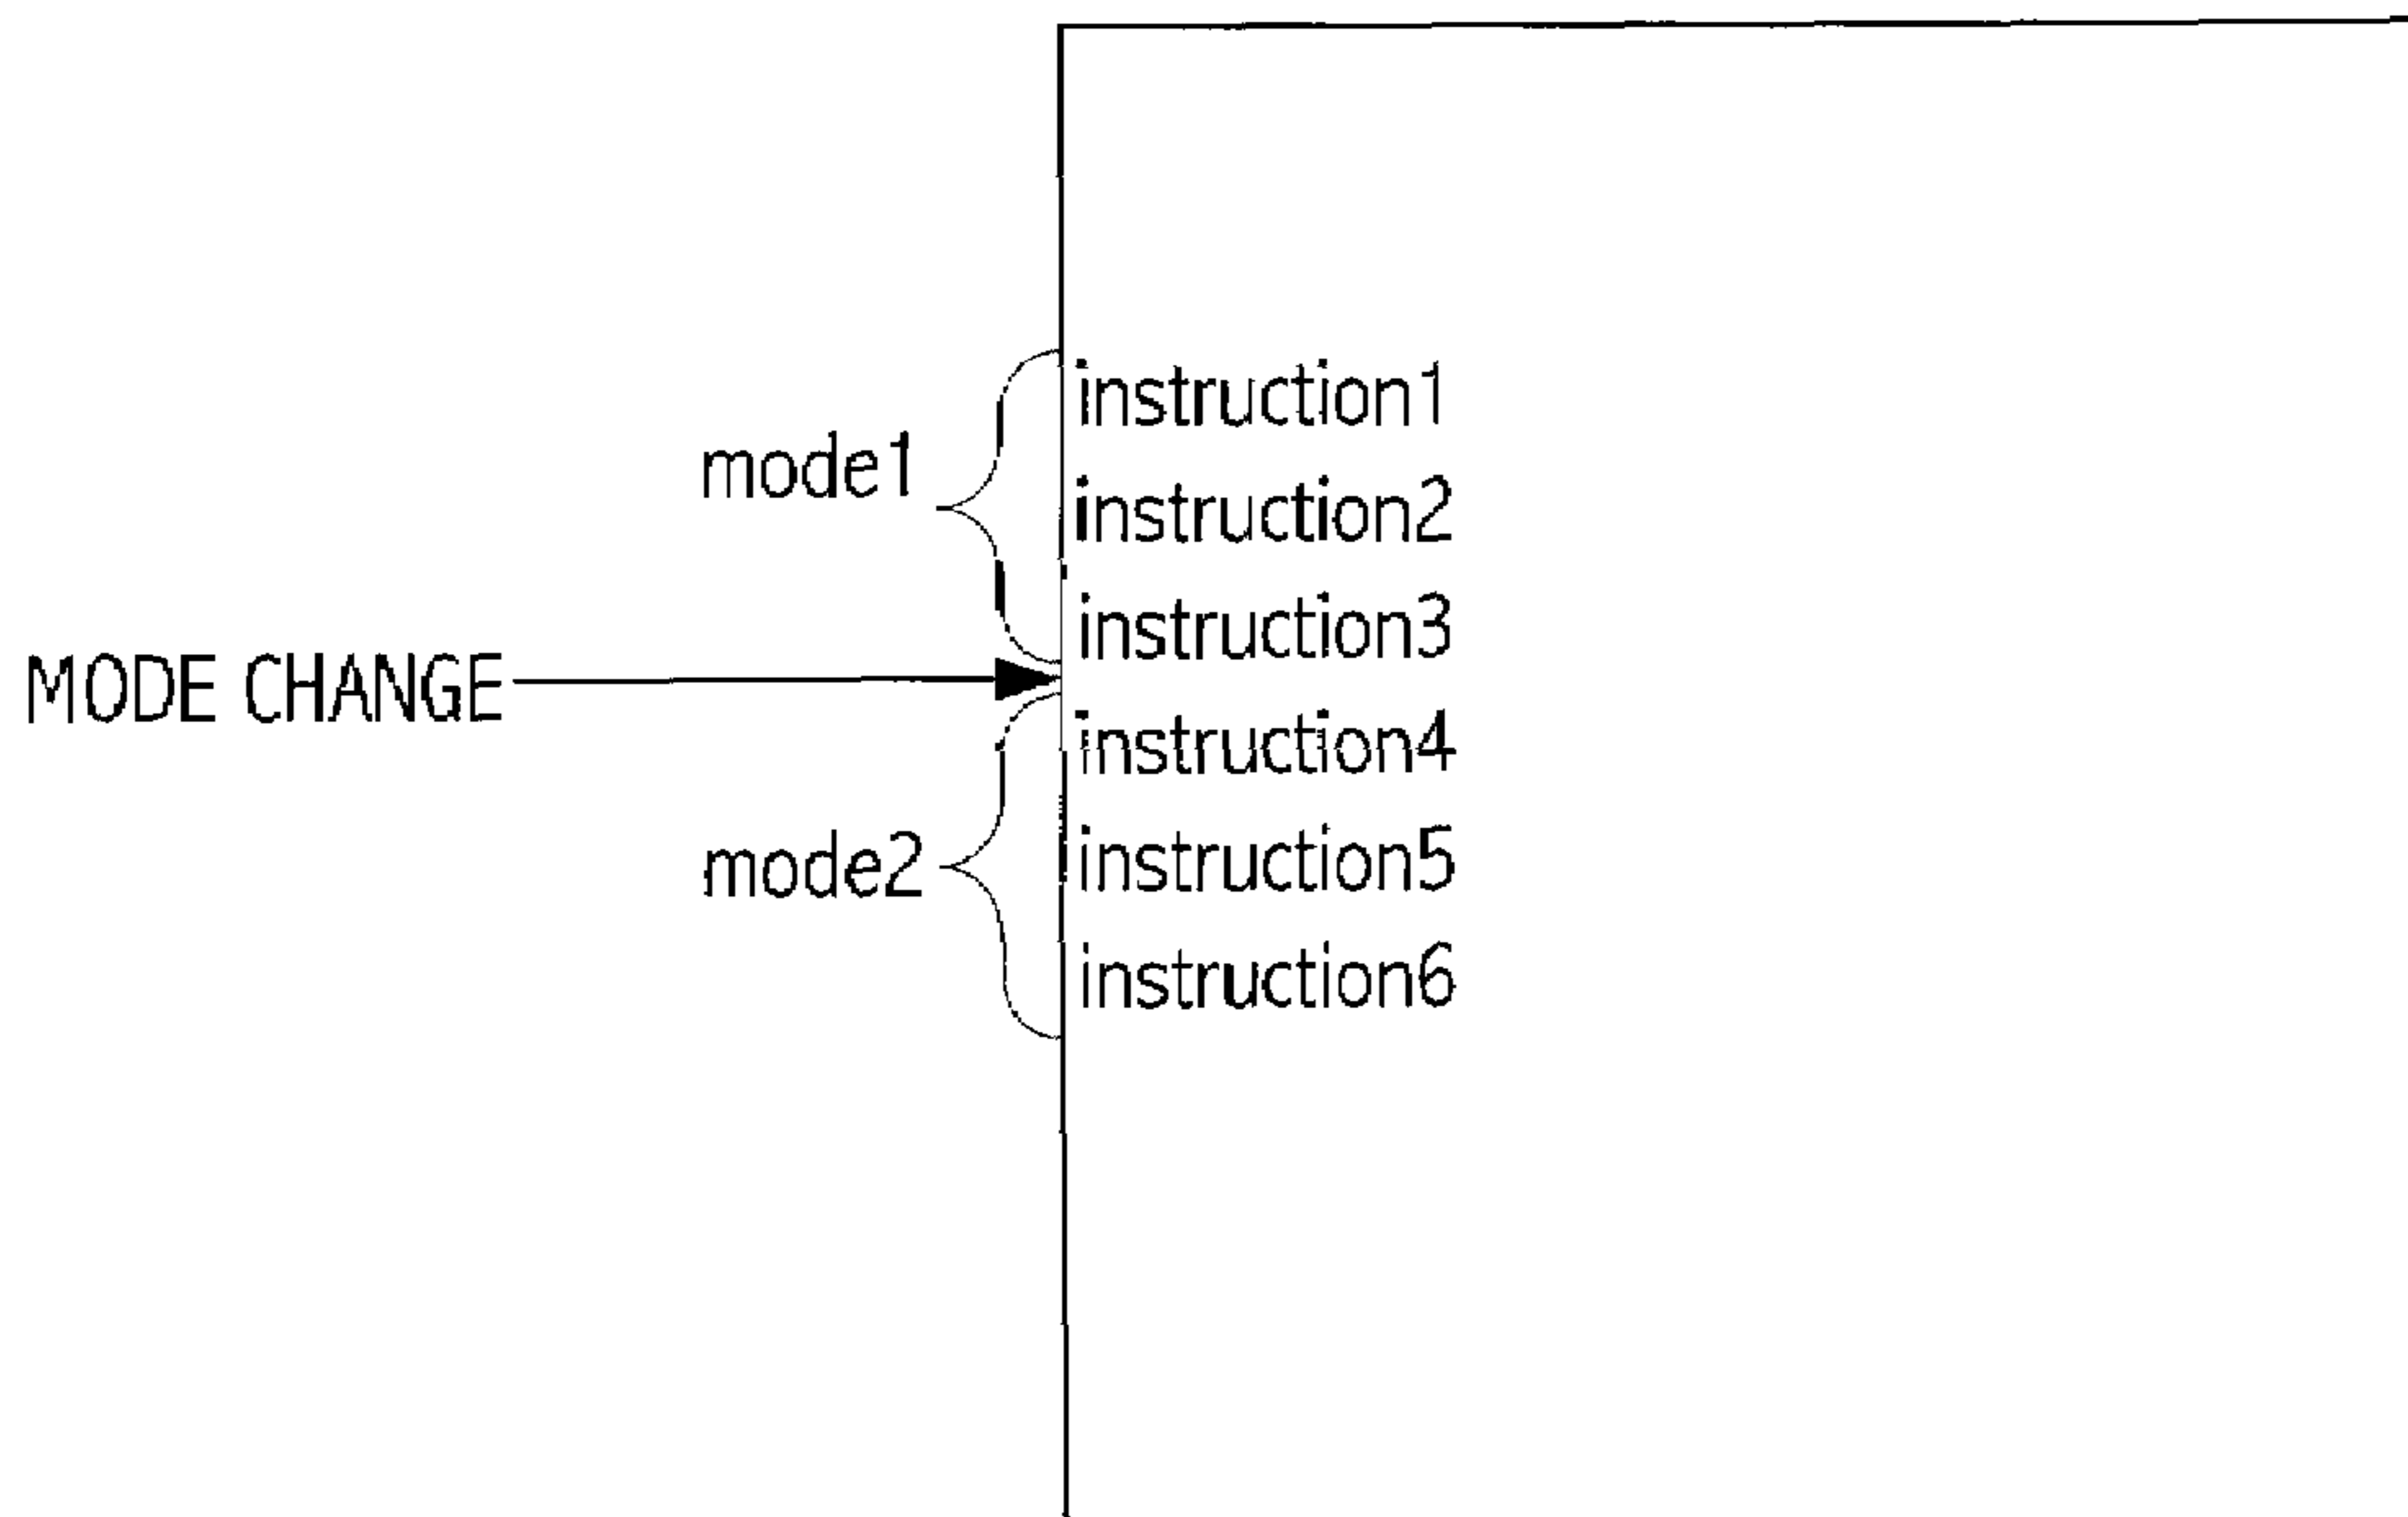 instruction1
mode1
instruction2
instruction3
MODE CHANGE
instruction4
mode2
instruction5
instruction6